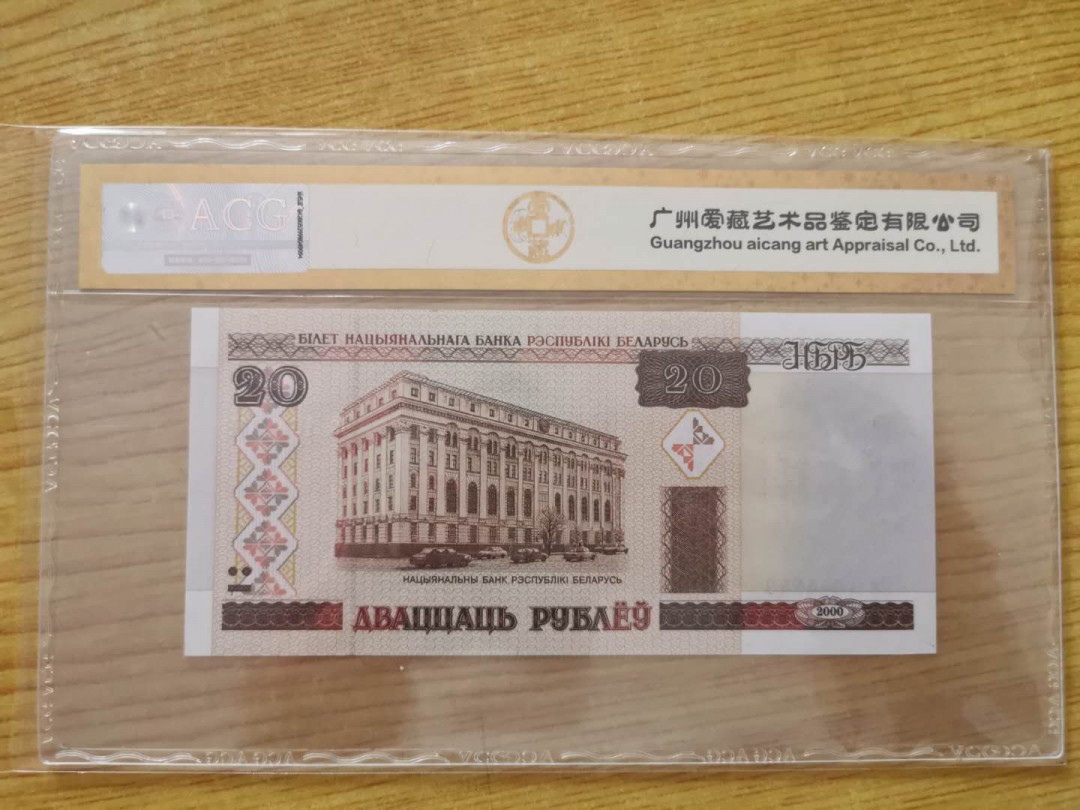 ACG
广州爱藏艺术品鉴定有限公司
Guangzhou aicang art Appraisal Co., Ltd.
БІЛЕТ НАЦЫЯНАЛЬНАГА БАНКА РЭСПУБЛІКІ БЕЛАРУСЬ
НБРБ
20
20
НАЦЫЯНАЛЬНЫ БАНК РЭСПУБЛІКІ БЕЛАРУСЬ
ДВАЦЦАЦЬ РУБЛЁЎ
2000